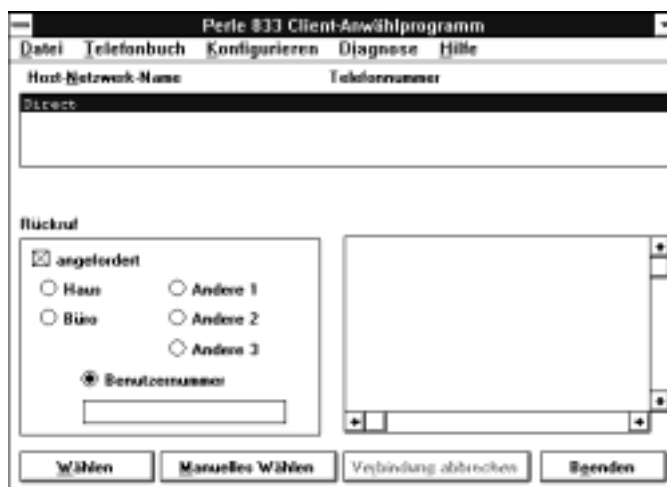 Perle 833 Client-Anwählprogramm
Datei Telefonbuch Konfigurieren Diagnose Hilfe
Host-Netzwerk-Name Telefonnummer
Direct
Rückruf
angefordert
Haus Andere 1
Büro Andere 2
Andere 3
Benutzernummer
Wählen Manuelles Wählen Verbindung abbrechen Beenden